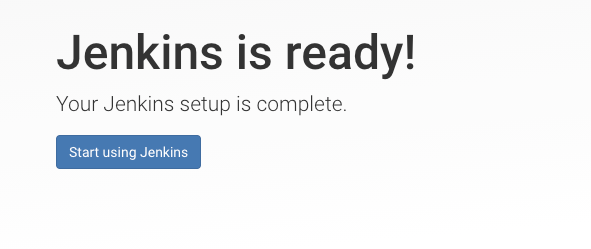 Jenkins is ready!
Your Jenkins setup is complete.
Start using Jenkins